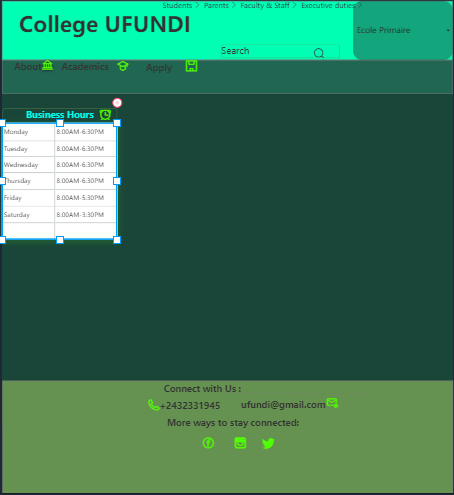 Students > Parents > Faculty & Staff > Executive duties >
College UFUNDI
Ecole Primaire
Search
About Academics Apply
Business Hours
Monday 8:00AM-6:30PM
Tuesday 8:00AM-6:30PM
Wednesday 8:00AM-6:30PM
Thursday 8:00AM-6:30PM
Friday 8:00AM-5:30PM
Saturday 8:00AM-3:30PM
Connect with Us :
+2432331945 ufundi@gmail.com
More ways to stay connected: